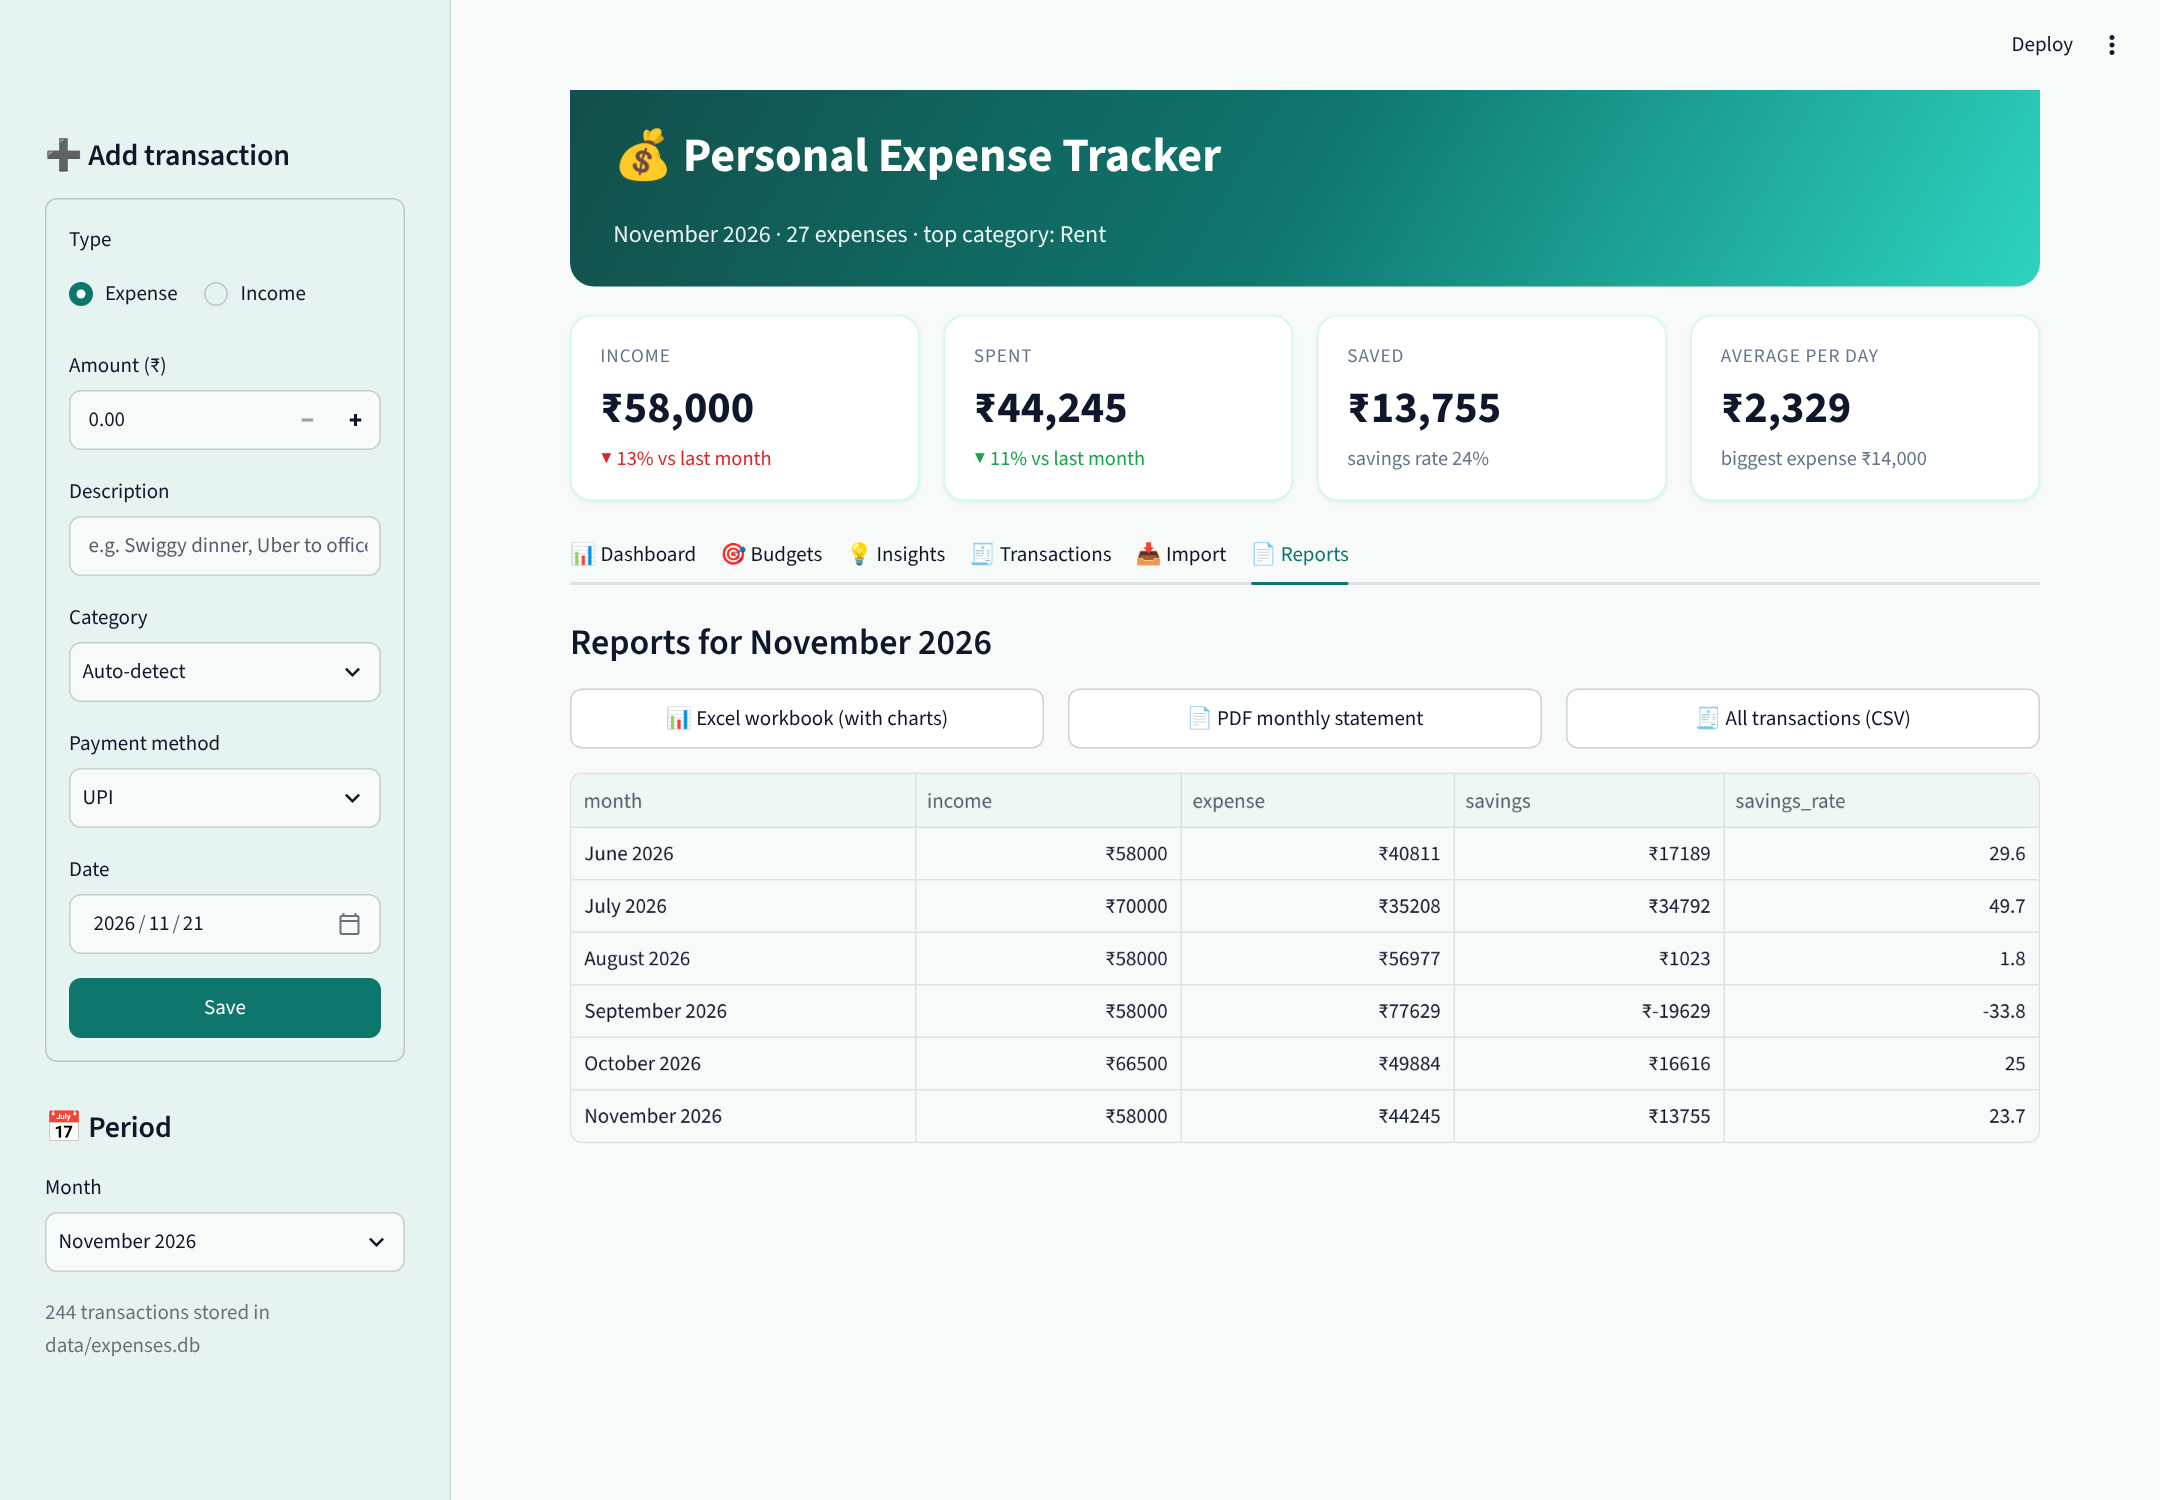 Deploy
➕ Add transaction
Type
Expense Income
Amount (₹)
0.00
Description
e.g. Swiggy dinner, Uber to office
Category
Auto-detect
Payment method
UPI
Date
2026 / 11 / 21
Save
📅 Period
Month
November 2026
244 transactions stored in
data/expenses.db
💰 Personal Expense Tracker
November 2026 · 27 expenses · top category: Rent
INCOME
₹58,000
▼ 13% vs last month
SPENT
₹44,245
▼ 11% vs last month
SAVED
₹13,755
savings rate 24%
AVERAGE PER DAY
₹2,329
biggest expense ₹14,000
📊 Dashboard 🎯 Budgets 💡 Insights 🧾 Transactions 📥 Import 📄 Reports
Reports for November 2026
📊 Excel workbook (with charts) 📄 PDF monthly statement 🧾 All transactions (CSV)
month income expense savings savings_rate
June 2026 ₹58000 ₹40811 ₹17189 29.6
July 2026 ₹70000 ₹35208 ₹34792 49.7
August 2026 ₹58000 ₹56977 ₹1023 1.8
September 2026 ₹58000 ₹77629 ₹-19629 -33.8
October 2026 ₹66500 ₹49884 ₹16616 25
November 2026 ₹58000 ₹44245 ₹13755 23.7